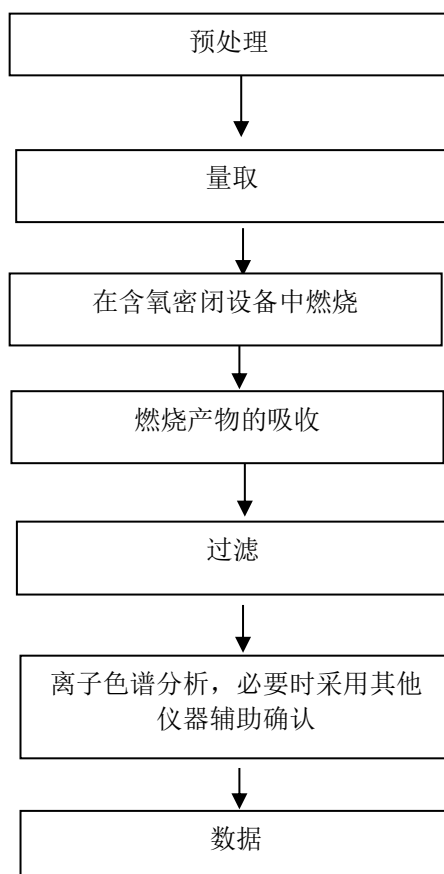 预处理
量取
在含氧密闭设备中燃烧
燃烧产物的吸收
过滤
离子色谱分析，必要时采用其他
仪器辅助确认
数据